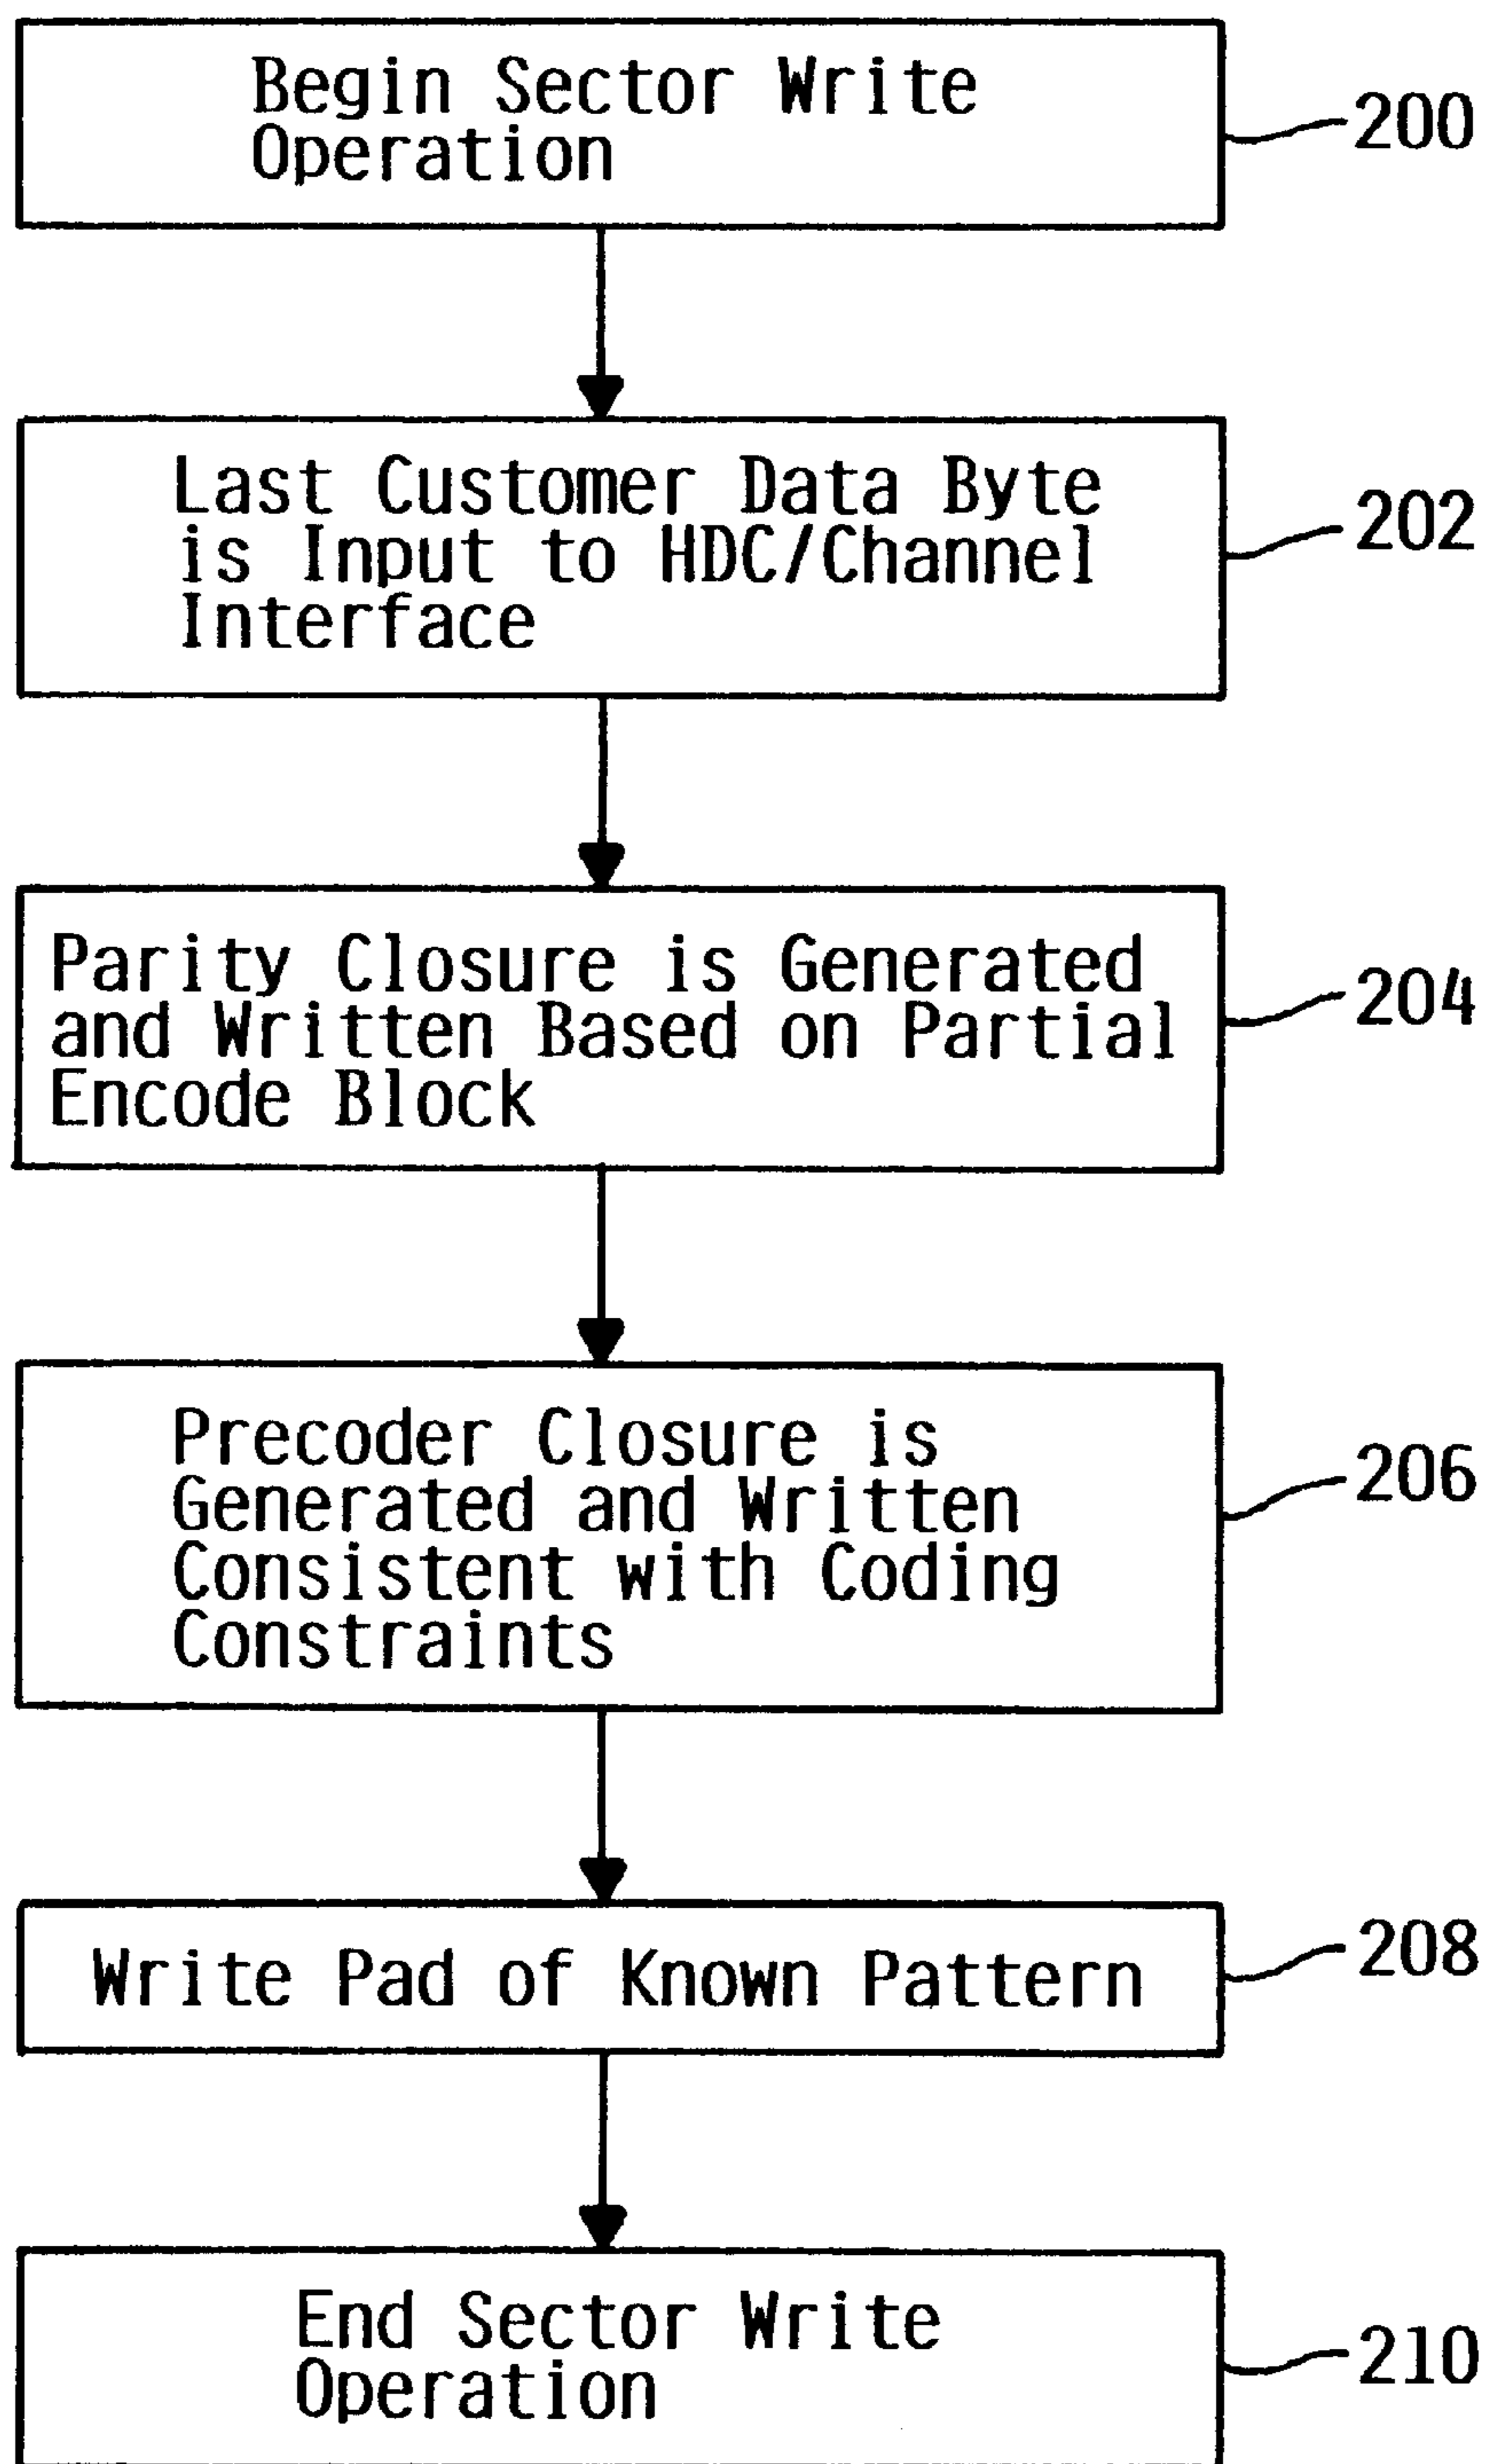 Begin Sector Write
Operation
200
Last Customer Data Byte
is Input to HDC/Channel
Interface
202
Parity Closure is Generated
and Written Based on Partial
Encode Block
204
Precoder Closure is
Generated and Written
Consistent with Coding
Constraints
206
Write Pad of Known Pattern
208
End Sector Write
Operation
210